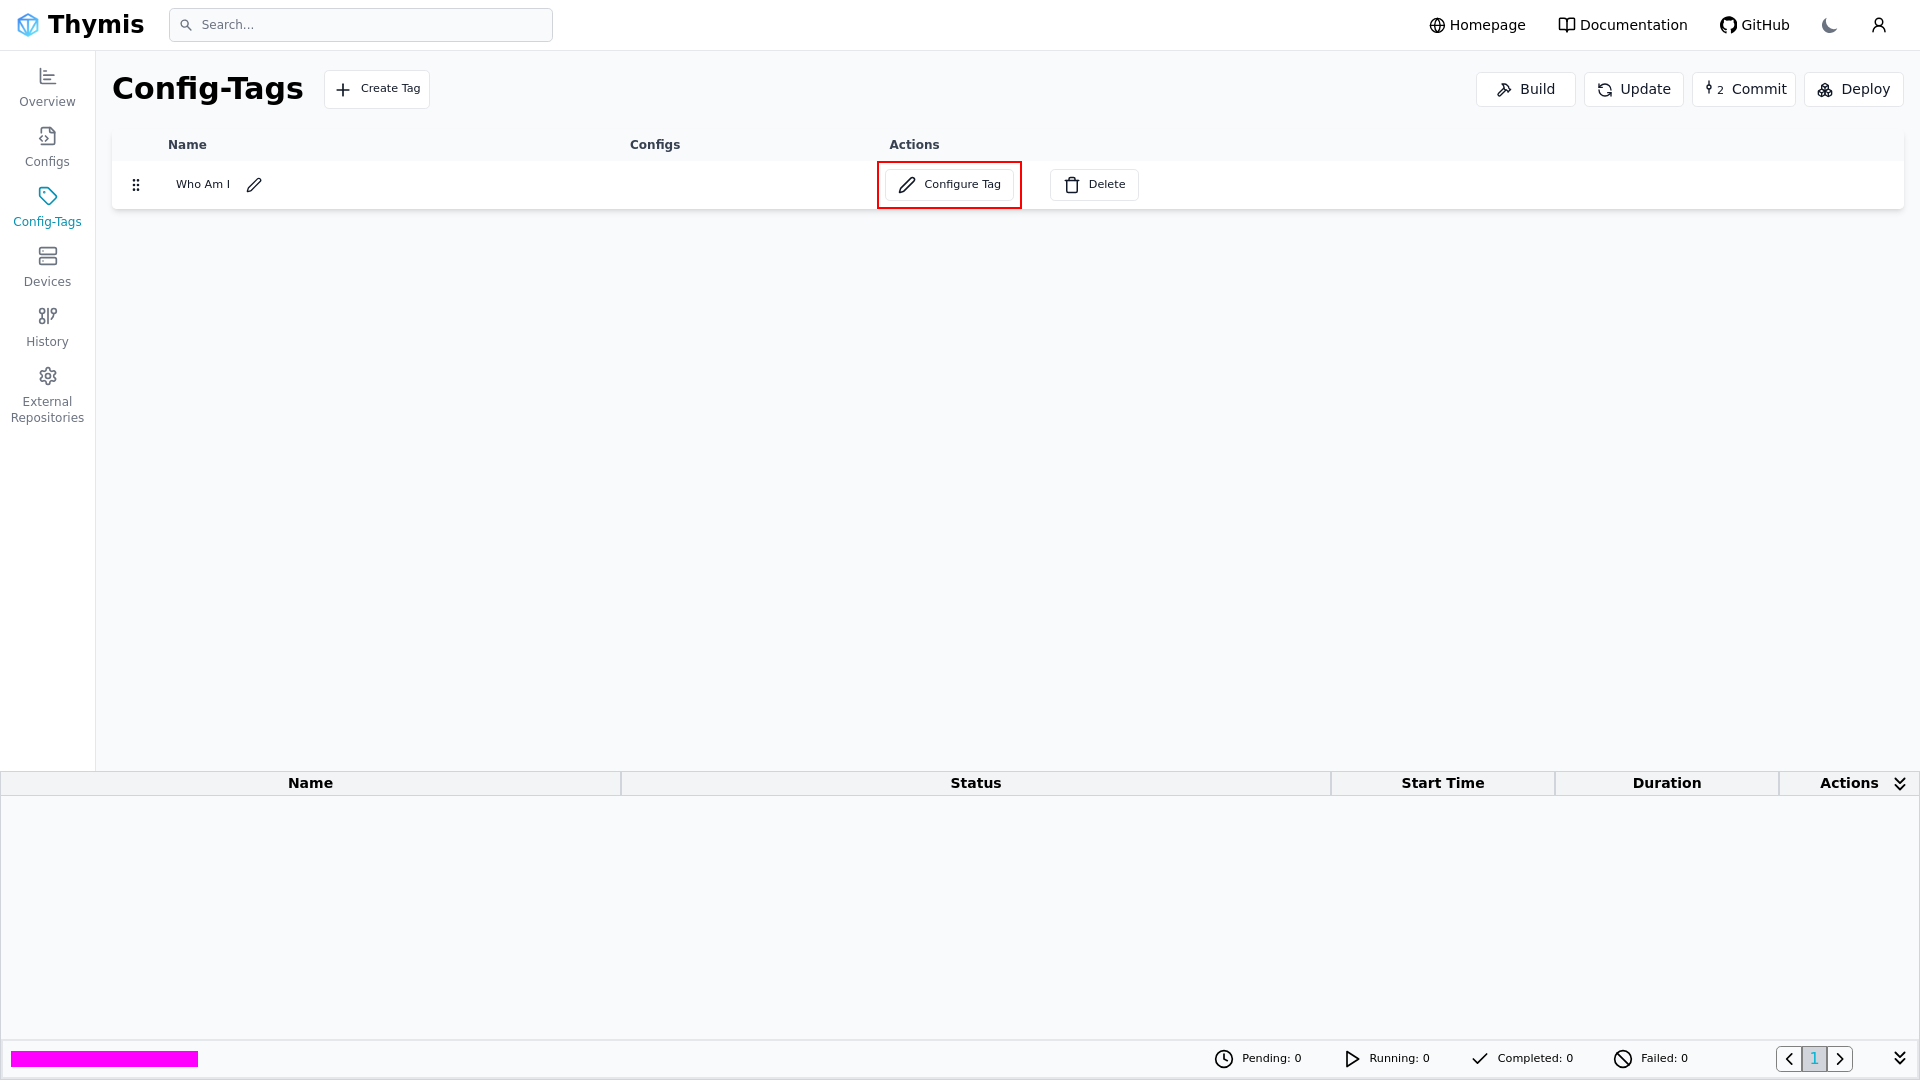 Thymis
Search...
Homepage
Documentation
GitHub
Overview
Configs
Config-Tags
Devices
History
External
Repositories
Config-Tags
Create Tag
Build
Update
2 Commit
Deploy
Name Configs Actions
Who Am I
Configure Tag
Delete
Name Status Start Time Duration Actions
Pending: 0
Running: 0
Completed: 0
Failed: 0
1